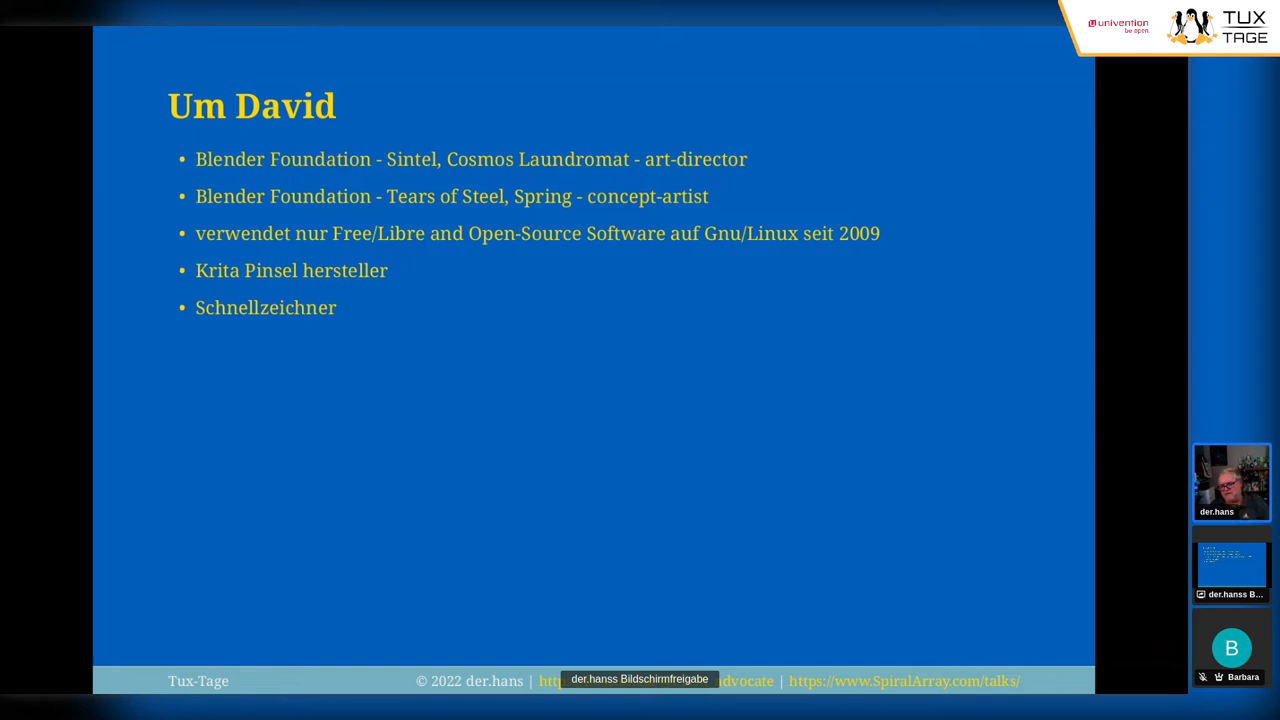 univention
be open.
TUX
TAGE
Um David
• Blender Foundation - Sintel, Cosmos Laundromat - art-director
• Blender Foundation - Tears of Steel, Spring - concept-artist
• verwendet nur Free/Libre and Open-Source Software auf Gnu/Linux seit 2009
• Krita Pinsel hersteller
• Schnellzeichner
der.hans
der.hanss B...
B
Barbara
Tux-Tage © 2022 der.hans | advocate | https://www.SpiralArray.com/talks/
der.hanss Bildschirmfreigabe